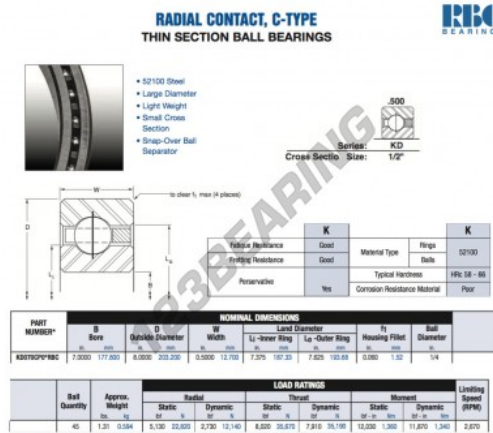 RADIAL CONTACT, C-TYPE
THIN SECTION BALL BEARINGS
RBC
BEARING
• 52100 Steel
• Large Diameter
• Light Weight
• Small Cross
Section
• Snap-Over Ball
Separator
.500
Series: KD
Cross Sectio Size: 1/2"
W
to clear f₁ max (4 places)
D
L₁
L₀
B
K K
Fatigue Resistance Good Material Type Rings 52100
Fretting Resistance Good Balls
Perservative Yes Typical Hardness HRc 58 - 66
Corrosion Resistance Material Poor
123BEARING
PART NUMBER* NOMINAL DIMENSIONS
B Bore D Outside Diameter W Width Land Diameter f₁ Housing Fillet Ball Diameter
L₁ -Inner Ring L₀ -Outer Ring
in. mm in. mm in. mm in. mm in. mm in. mm in.
KD070CP0*RBC 7.0000 177.800 8.0000 203.200 0.5000 12.700 7.375 187.33 7.625 193.68 0.060 1.52 1/4
Ball Quantity Approx. Weight LOAD RATINGS Limiting Speed (RPM)
Radial Thrust Moment
Static Dynamic Static Dynamic Static Dynamic
lbs. kg lbf N lbf N lbf N lbf N lbf - in Nm lbf - in Nm
45 1.31 0.594 5,130 22,820 2,730 12,140 8,020 35,670 7,910 35,190 12,030 1,360 11,870 1,340 2,670